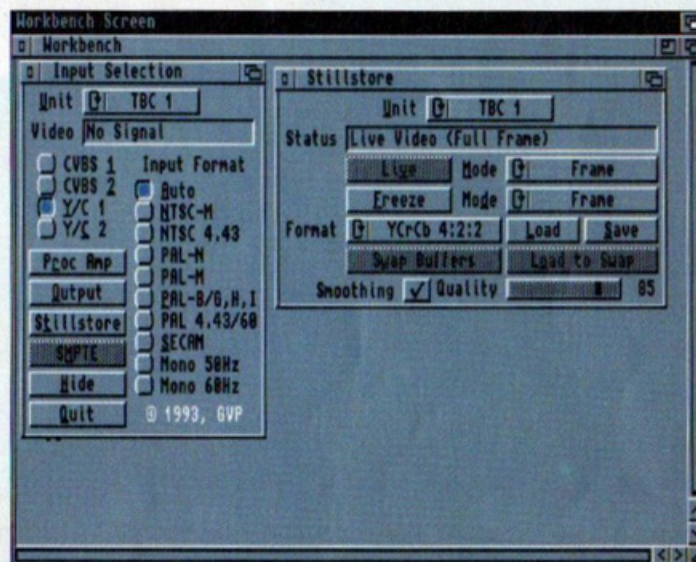 Workbench Screen
Workbench
Input Selection
Unit TBC 1
Video No Signal
CVBS 1
CVBS 2
Y/C 1
Y/C 2
Input Format
Auto
NTSC-M
NTSC 4.43
PAL-N
PAL-M
PAL-B/G,H,I
PAL 4.43/60
SECAM
Mono 50Hz
Mono 60Hz
Proc Amp
Output
Stillstore
SMPTE
Hide
Quit
© 1993, GVP
Stillstore
Unit TBC 1
Status Live Video (Full Frame)
Live Mode Frame
Freeze Mode Frame
Format YCrCb 4:2:2 Load Save
Swap Buffers Load to Swap
Smoothing Quality 85